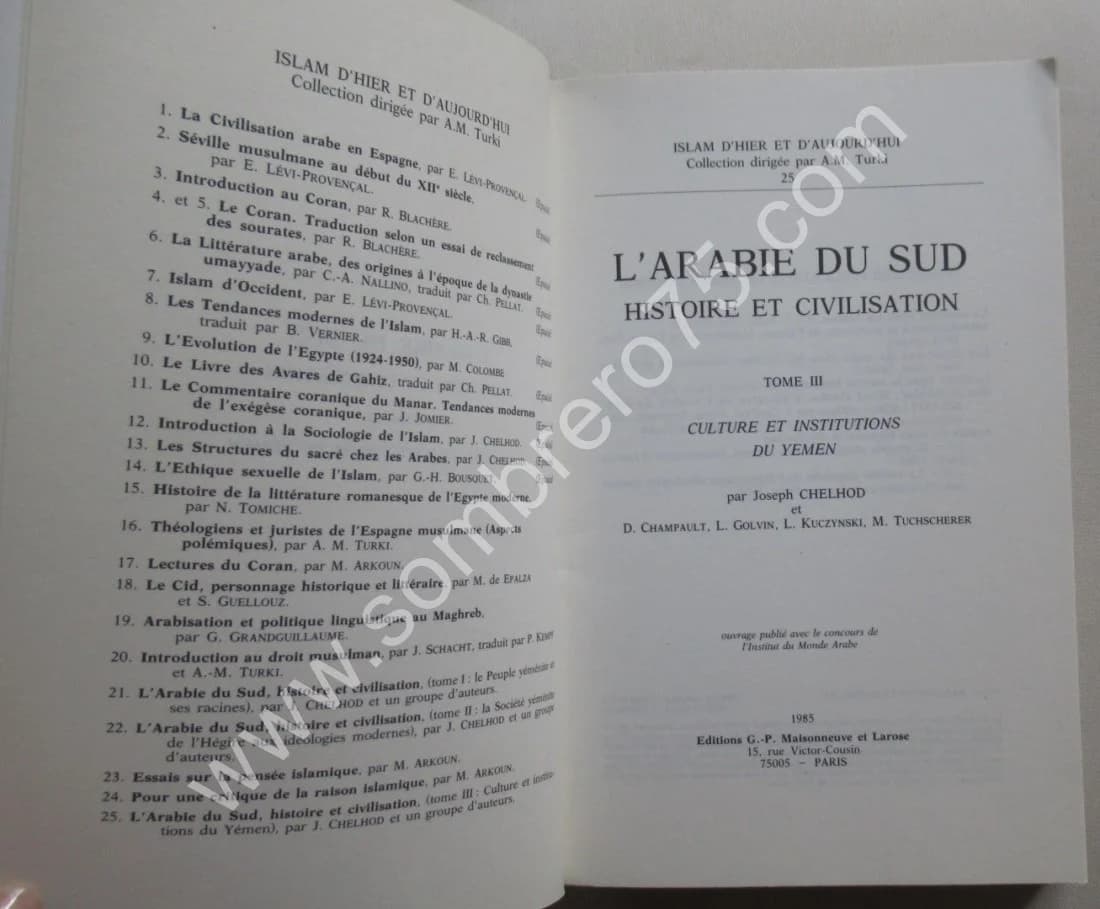 ISLAM D'HIER ET D'AUJOURD'HUI
Collection dirigée par A.M. Turki
1. La Civilisation arabe en Espagne, par E. LÉVI-PROVENÇAL.
2. Séville musulmane au début du XIIe siècle,
par E. LÉVI-PROVENÇAL.
3. Introduction au Coran, par R. BLACHÈRE.
4. et 5. Le Coran. Traduction selon un essai de reclassement
des sourates, par R. BLACHÈRE.
6. La Littérature arabe, des origines à l'époque de la dynastie
umayyade, par C.-A. NALLINO, traduit par Ch. PELLAT.
7. Islam d'Occident, par E. LÉVI-PROVENÇAL.
8. Les Tendances modernes de l'Islam, par H.-A.-R. GIBB,
traduit par B. VERNIER.
9. L'Evolution de l'Egypte (1924-1950), par M. COLOMBE
10. Le Livre des Avares de Gahiz, traduit par Ch. PELLAT.
11. Le Commentaire coranique du Manar. Tendances modernes
de l'exégèse coranique, par J. JOMIER.
12. Introduction à la Sociologie de l'Islam, par J. CHELHOD.
13. Les Structures du sacré chez les Arabes, par J. CHELHOD.
14. L'Ethique sexuelle de l'Islam, par G.-H. BOUSQUET.
15. Histoire de la littérature romanesque de l'Egypte moderne,
par N. TOMICHE.
16. Théologiens et juristes de l'Espagne musulmane (Aspects
polémiques), par A. M. TURKI.
17. Lectures du Coran, par M. ARKOUN.
18. Le Cid, personnage historique et littéraire, par M. de EPALZA
et S. GUELLOUZ.
19. Arabisation et politique linguistique au Maghreb,
par G. GRANDGUILLAUME.
20. Introduction au droit musulman, par J. SCHACHT, traduit par P. KEMPF
et A.-M. TURKI.
21. L'Arabie du Sud, histoire et civilisation, (tome I : le Peuple yéménite et
ses racines), par J. CHELHOD et un groupe d'auteurs.
22. L'Arabie du Sud, histoire et civilisation, (tome II : la Société yéménite
de l'Hégire aux idéologies modernes), par J. CHELHOD et un groupe
d'auteurs.
23. Essais sur la pensée islamique, par M. ARKOUN.
24. Pour une critique de la raison islamique, par M. ARKOUN.
25. L'Arabie du Sud, histoire et civilisation, (tome III : Culture et institu-
tions du Yémen), par J. CHELHOD et un groupe d'auteurs.
ISLAM D'HIER ET D'AUJOURD'HUI
Collection dirigée par A.M. Turki
25
L'ARABIE DU SUD
HISTOIRE ET CIVILISATION
TOME III
CULTURE ET INSTITUTIONS
DU YEMEN
par Joseph CHELHOD
et
D. CHAMPAULT, L. GOLVIN, L. KUCZYNSKI, M. TUCHSCHERER
ouvrage publié avec le concours de
l'Institut du Monde Arabe
1985
Editions G.-P. Maisonneuve et Larose
15, rue Victor-Cousin
75005 – PARIS
www.sombrero75.com